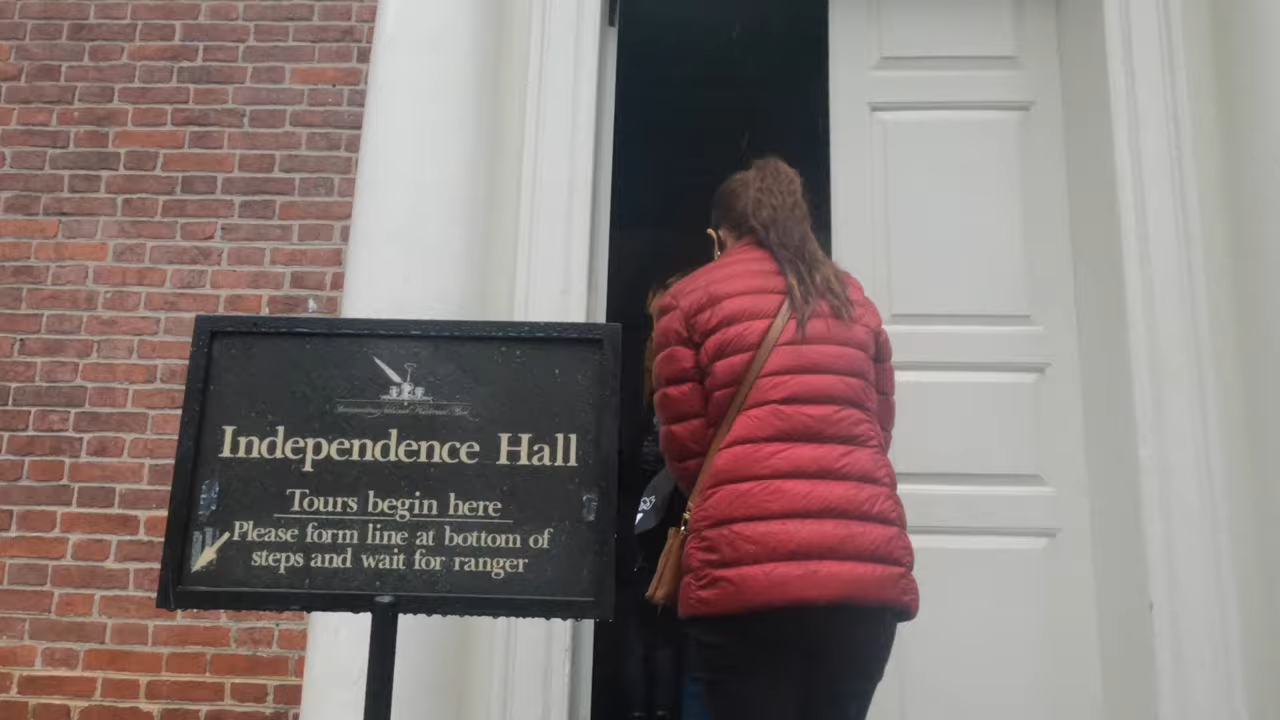 Independence Hall
Tours begin here
Please form line at bottom of
steps and wait for ranger